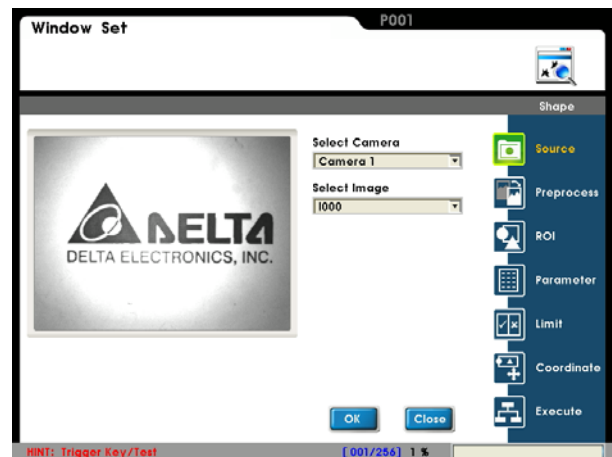 P001
Window Set
Shape
Select Camera
Camera 1
Select Image
I000
DELTA
DELTA ELECTRONICS, INC.
Source
Preprocess
ROI
Parameter
Limit
Coordinate
Execute
OK
Close
HINT: Trigger Key/Test
[001/256] 1 %